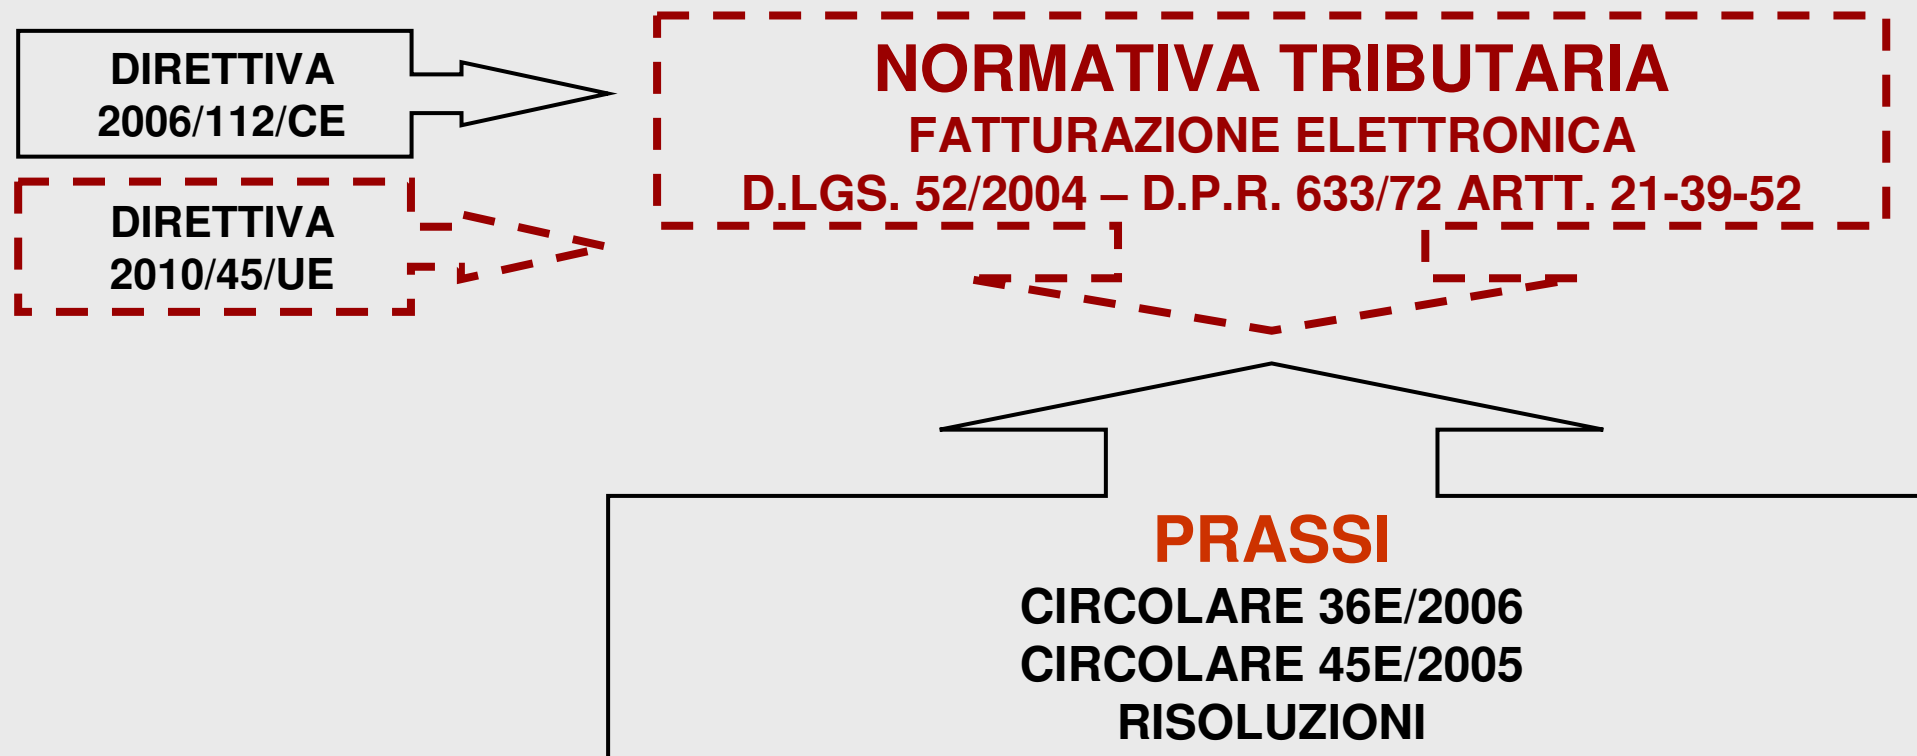 DIRETTIVA
2006/112/CE
DIRETTIVA
2010/45/UE
NORMATIVA TRIBUTARIA
FATTURAZIONE ELETTRONICA
D.LGS. 52/2004 – D.P.R. 633/72 ARTT. 21-39-52
PRASSI
CIRCOLARE 36E/2006
CIRCOLARE 45E/2005
RISOLUZIONI